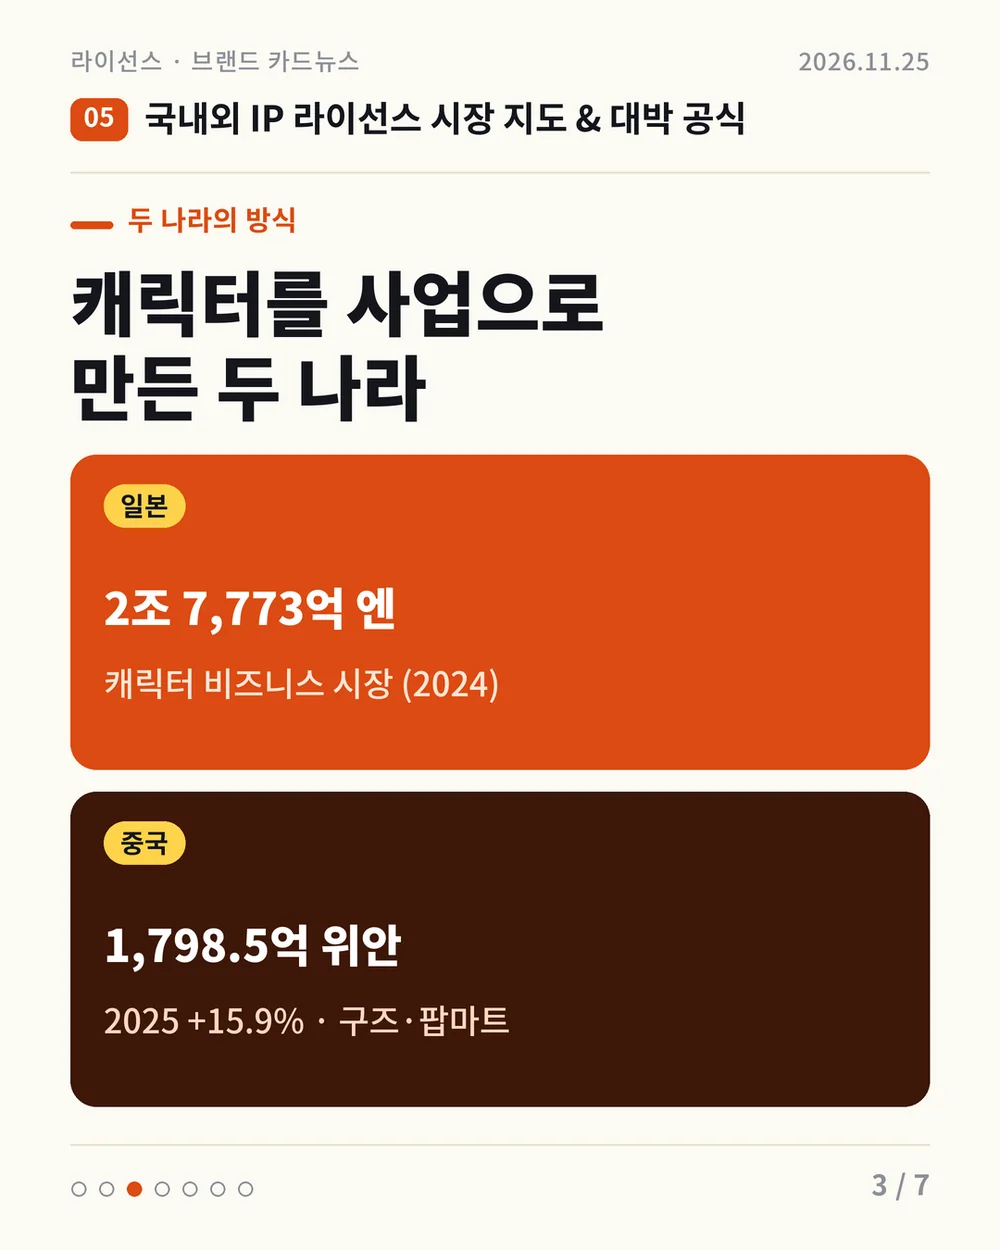 라이선스 · 브랜드 카드뉴스
2026.11.25
05 국내외 IP 라이선스 시장 지도 & 대박 공식
두 나라의 방식
캐릭터를 사업으로
만든 두 나라
일본
2조 7,773억 엔
캐릭터 비즈니스 시장 (2024)
중국
1,798.5억 위안
2025 +15.9% · 구즈·팝마트
3 / 7